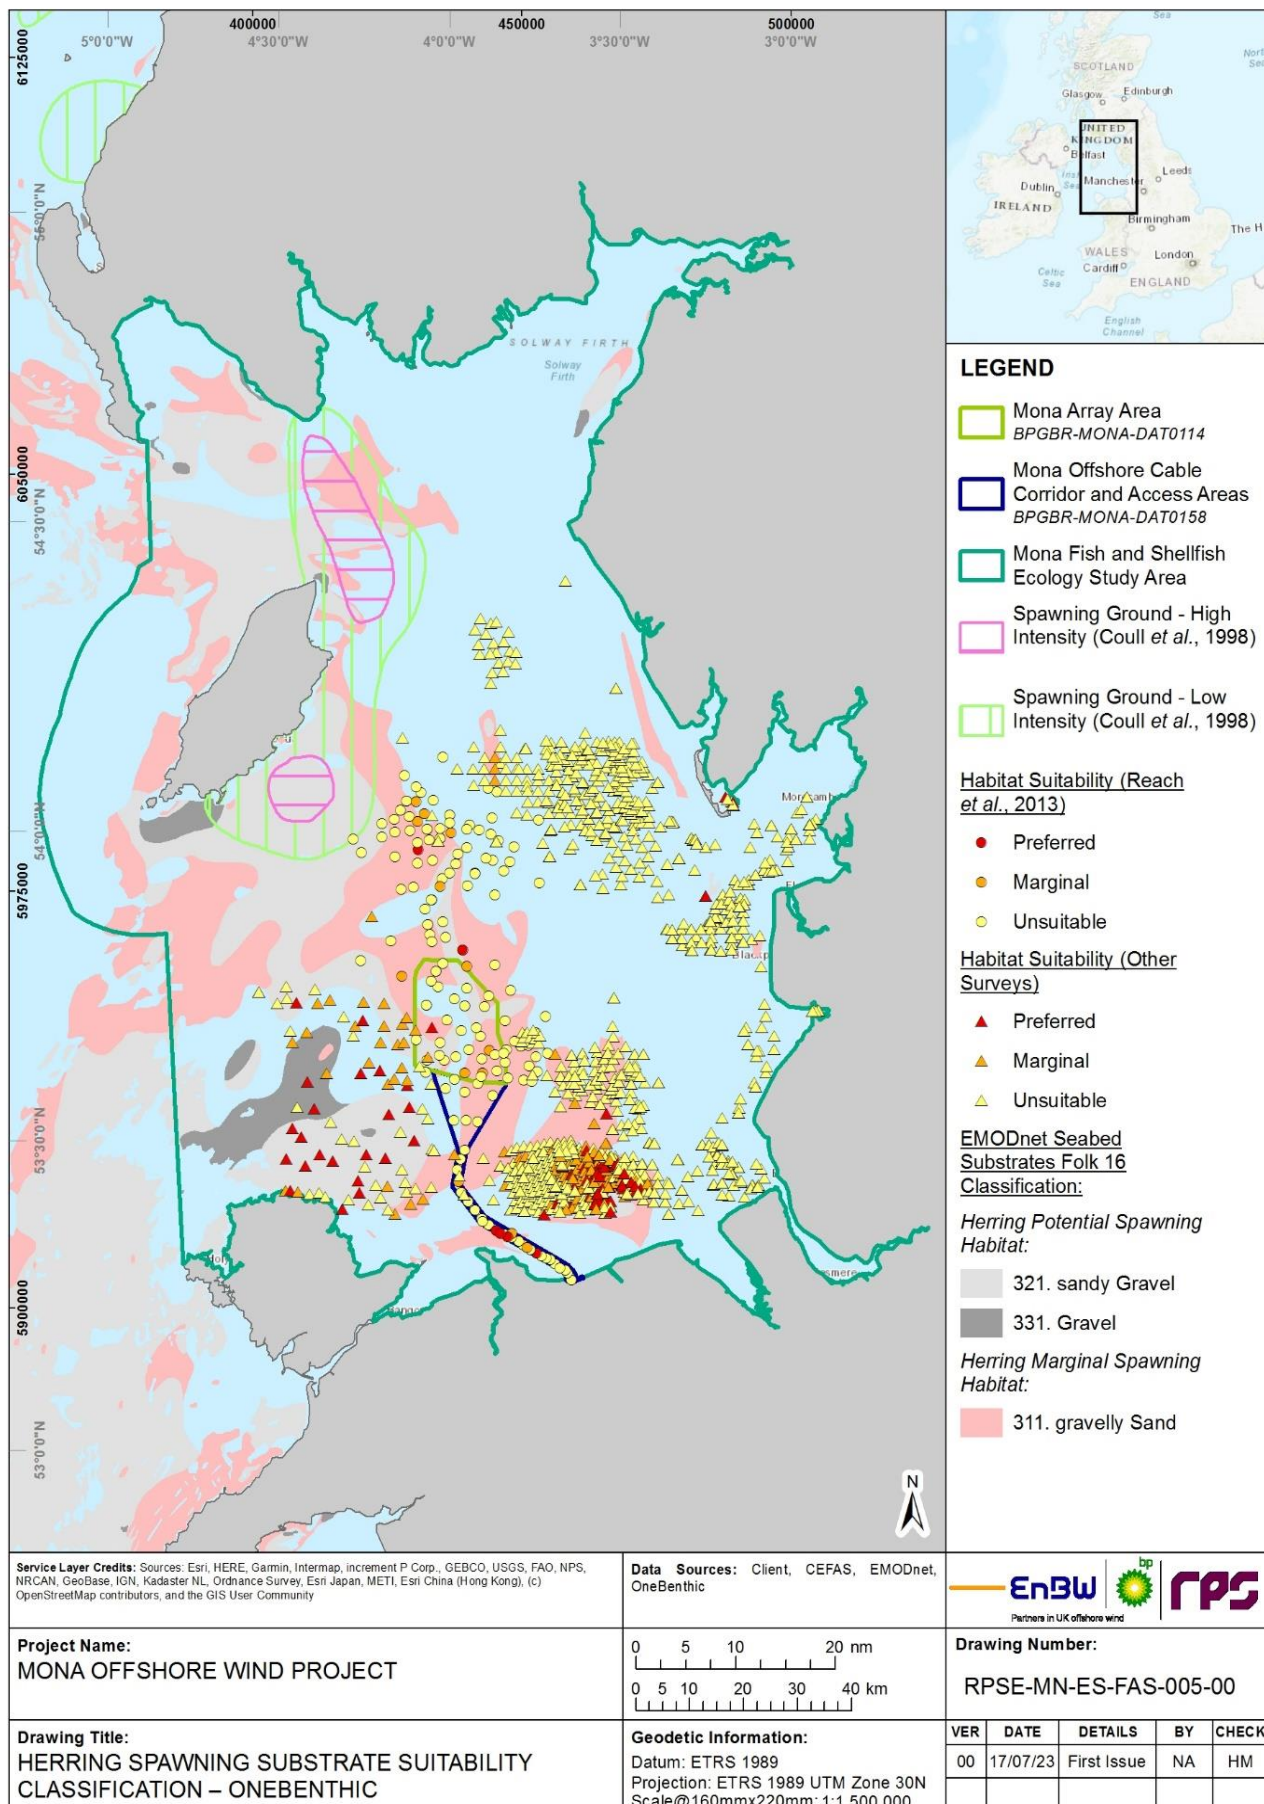 400000
450000
500000
5°0'0"W
4°30'0"W
4°0'0"W
3°30'0"W
3°0'0"W
6125000
55°0'0"N
6050000
54°30'0"N
54°0'0"N
5975000
53°30'0"N
5900000
53°0'0"N
SOLWAY FIRTH
Solway
Firth
N
Sea
SCOTLAND
Glasgow
Edinburgh
UNITED
KINGDOM
Belfast
Leeds
Dublin
Manchester
IRELAND
Birmingham
The H
WALES
London
Cardiff
Celtic
Sea
ENGLAND
English
Channel
LEGEND
Mona Array Area
BPGBR-MONA-DAT0114
Mona Offshore Cable
Corridor and Access Areas
BPGBR-MONA-DAT0158
Mona Fish and Shellfish
Ecology Study Area
Spawning Ground - High
Intensity (Coull et al., 1998)
Spawning Ground - Low
Intensity (Coull et al., 1998)
Habitat Suitability (Reach
et al., 2013)
Preferred
Marginal
Unsuitable
Habitat Suitability (Other
Surveys)
Preferred
Marginal
Unsuitable
EMODnet Seabed
Substrates Folk 16
Classification:
Herring Potential Spawning
Habitat:
321. sandy Gravel
331. Gravel
Herring Marginal Spawning
Habitat:
311. gravelly Sand
Service Layer Credits: Sources: Esri, HERE, Garmin, Intermap, increment P Corp., GEBCO, USGS, FAO, NPS,
NRCAN, GeoBase, IGN, Kadaster NL, Ordnance Survey, Esri Japan, METI, Esri China (Hong Kong), (c)
OpenStreetMap contributors, and the GIS User Community
Data Sources: Client, CEFAS, EMODnet,
OneBenthic
EnBW
Partners in UK offshore wind
bp
rps
Project Name:
MONA OFFSHORE WIND PROJECT
0 5 10 20 nm
0 5 10 20 30 40 km
Drawing Number:
RPSE-MN-ES-FAS-005-00
Drawing Title:
HERRING SPAWNING SUBSTRATE SUITABILITY
CLASSIFICATION – ONEBENTHIC
Geodetic Information:
Datum: ETRS 1989
Projection: ETRS 1989 UTM Zone 30N
Scale@160mmx220mm: 1:1,500,000
VER DATE DETAILS BY CHECK
00 17/07/23 First Issue NA HM